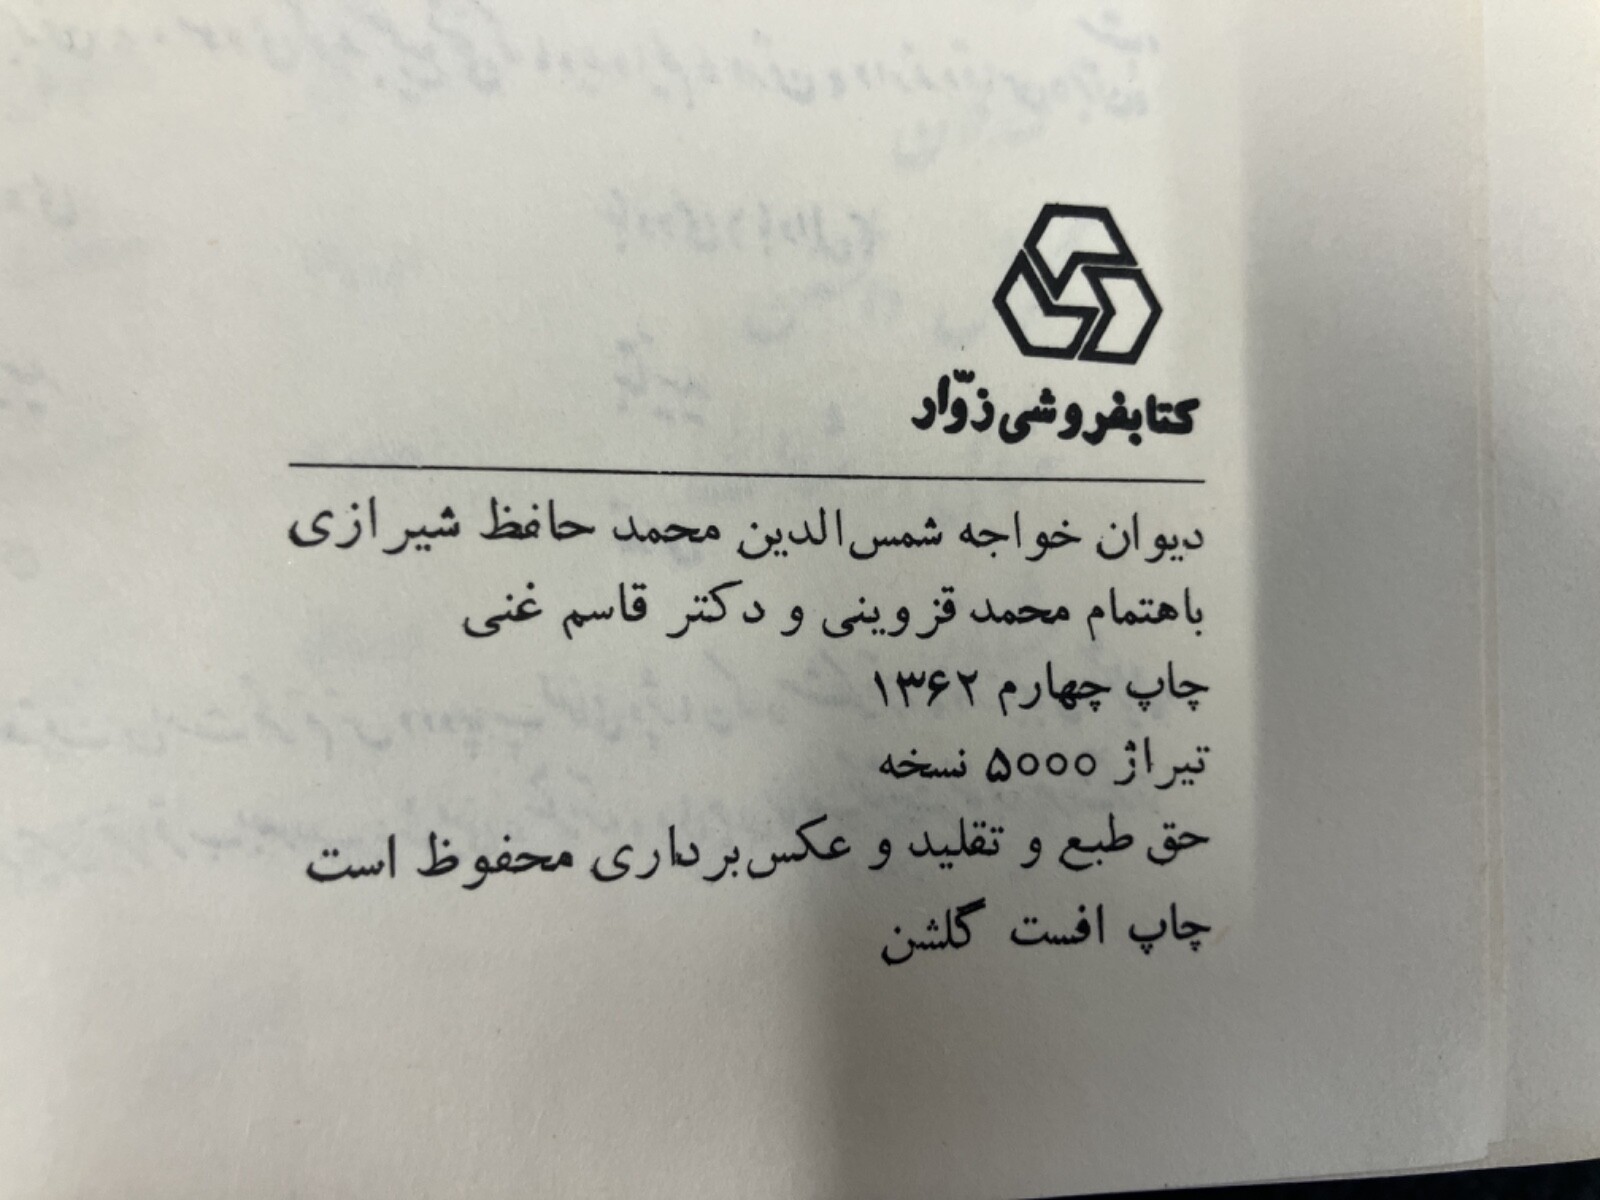 کتابفروشی زوّار
دیوان خواجه شمس‌الدین محمد حافظ شیرازی
باهتمام محمد قزوینی و دکتر قاسم غنی
چاپ چهارم ۱۳۶۲
تیراژ ۵۰۰۰ نسخه
حق طبع و تقلید و عکس‌برداری محفوظ است
چاپ افست گلشن